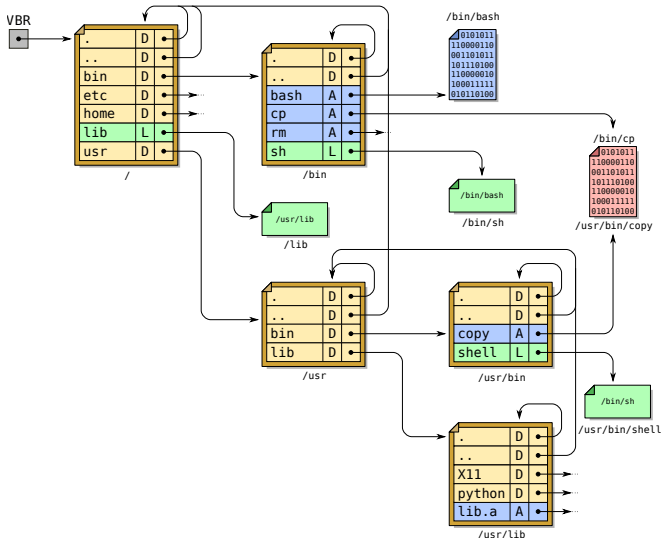 VBR
. D
.. D
bin D
etc D
home D
lib L
usr D
/
. D
.. D
bash A
cp A
rm A
sh L
/bin
/bin/bash
01010111
110000110
001101011
101110100
110000010
100011111
010110100
/bin/cp
01010111
110000110
001101011
101110100
110000010
100011111
010110100
/usr/bin/copy
/bin/bash
/bin/sh
/usr/lib
/lib
. D
.. D
bin D
lib D
/usr
. D
.. D
copy A
shell L
/usr/bin
/bin/sh
/usr/bin/shell
. D
.. D
X11 D
python D
lib.a A
/usr/lib